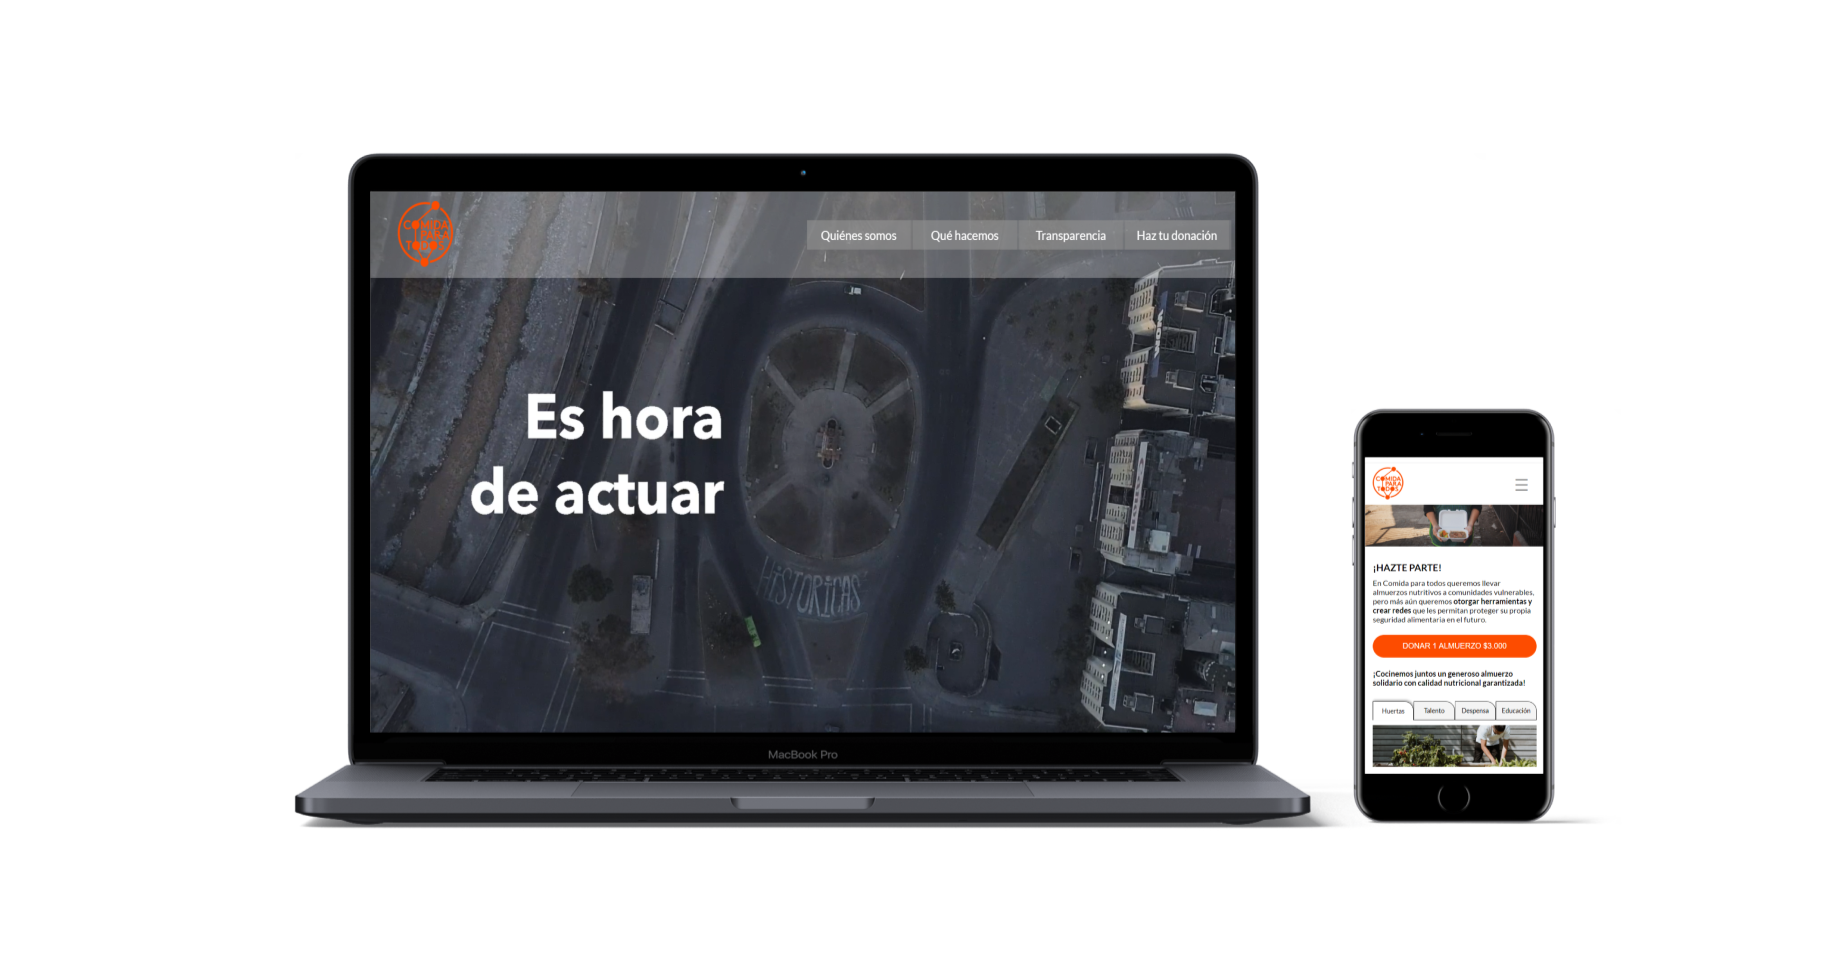 COMIDA
PARA
TODOS
Quiénes somos
Qué hacemos
Transparencia
Haz tu donación
Es hora
de actuar
HISTORICAS
MacBook Pro
COMIDA
PARA
TODOS
¡HAZTE PARTE!
En Comida para todos queremos llevar
almuerzos nutritivos a comunidades vulnerables,
pero más aún queremos otorgar herramientas y
crear redes que les permitan proteger su propia
seguridad alimentaria en el futuro.
DONAR 1 ALMUERZO $3.000
¡Cocinemos juntos un generoso almuerzo
solidario con calidad nutricional garantizada!
Huertas
Talento
Despensa
Educación